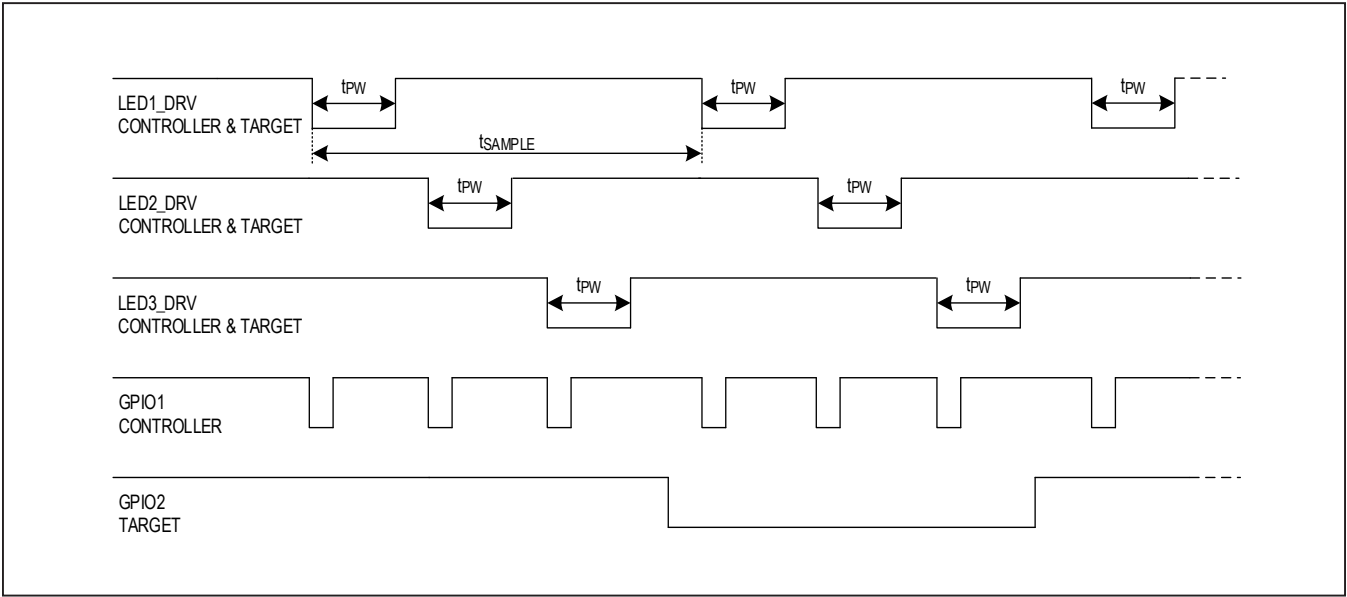 tPW
tPW
tPW
LED1_DRV
CONTROLLER & TARGET
tSAMPLE
tPW
tPW
LED2_DRV
CONTROLLER & TARGET
tPW
tPW
LED3_DRV
CONTROLLER & TARGET
GPIO1
CONTROLLER
GPIO2
TARGET